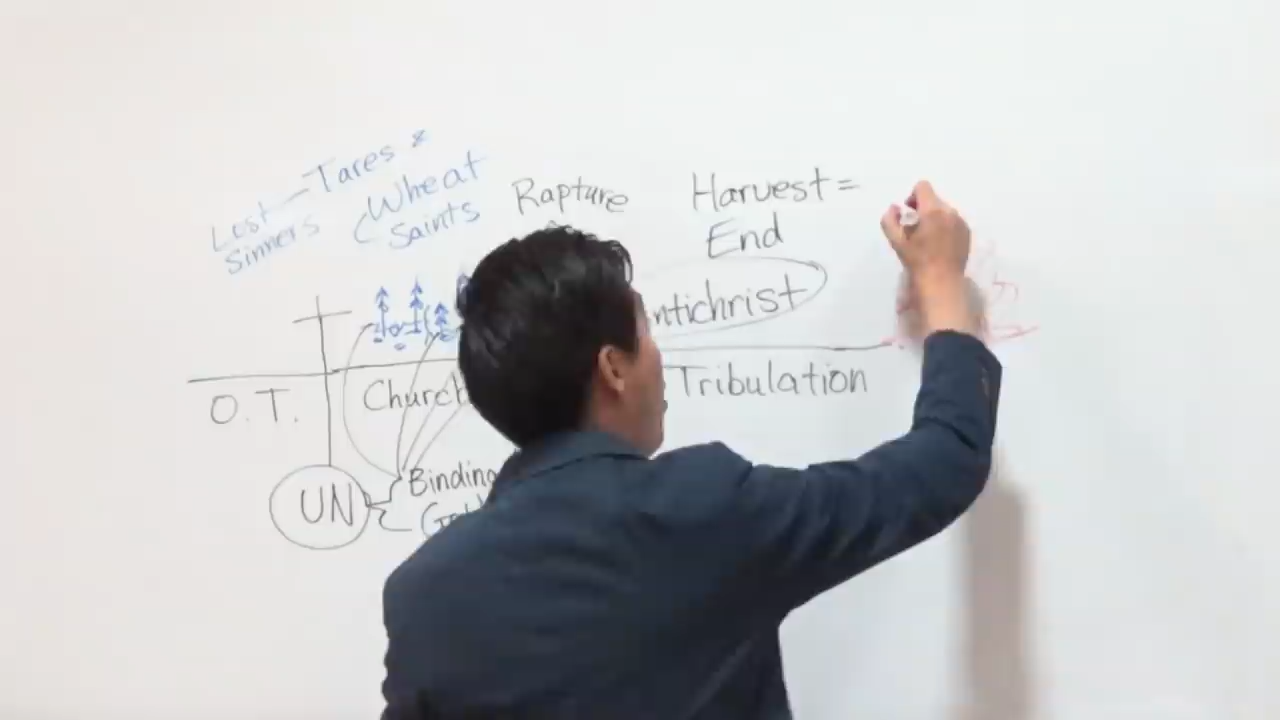 Tares &
Lost
Wheat
Sinners
Saints
Rapture
Harvest =
End
ntichrist
O.T.
Church
Tribulation
UN
Binding